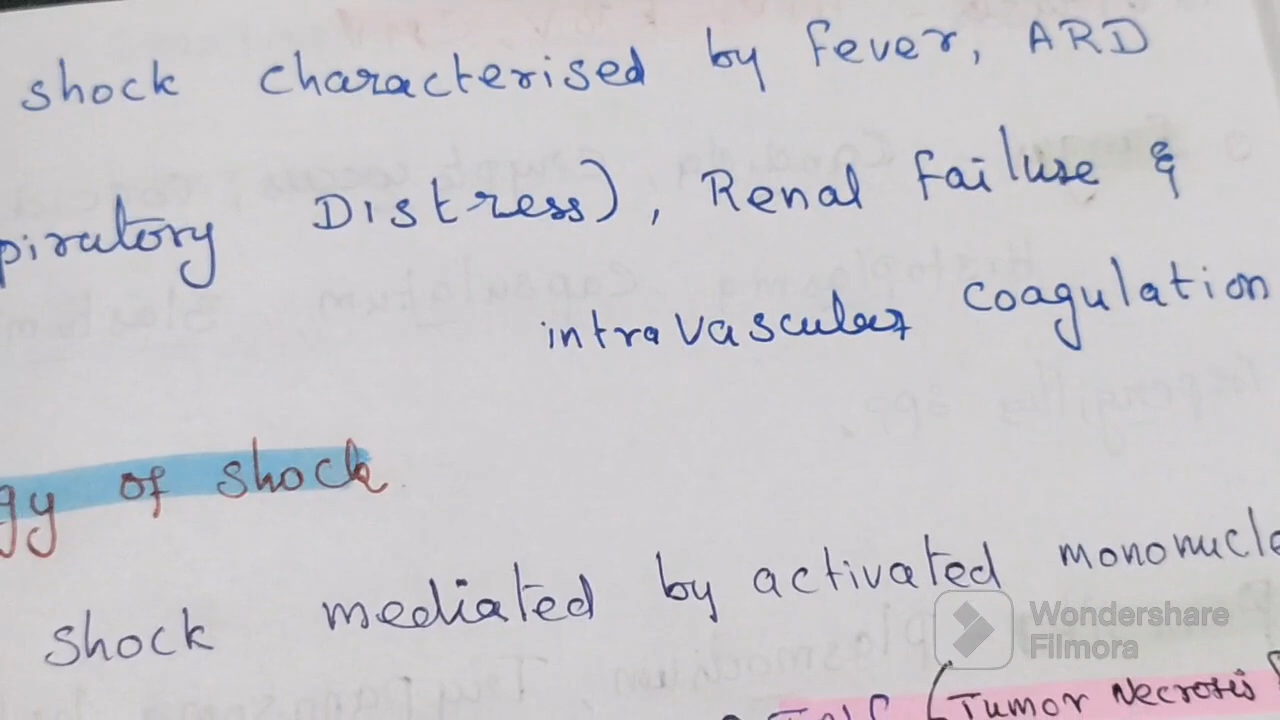 shock characterised by Fever, ARD
piratory Distress), Renal Failure &
intravascular coagulation
gy of shock
shock mediated by activated mononucle
Wondershare
Filmora
(Tumor Necrosis